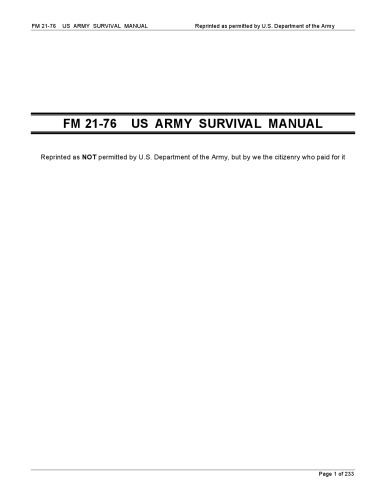 FM 21-76 US ARMY SURVIVAL MANUAL Reprinted as permitted by U.S. Department of the Army
FM 21-76 US ARMY SURVIVAL MANUAL
Reprinted as NOT permitted by U.S. Department of the Army, but by we the citizenry who paid for it
Page 1 of 233